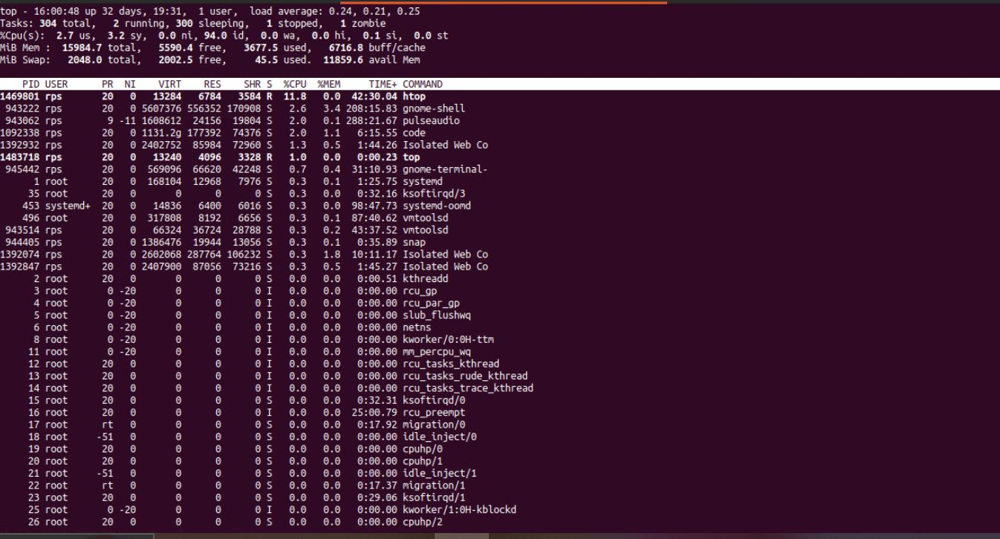 top - 16:00:48 up 32 days, 19:31,  1 user,  load average: 0.24, 0.21, 0.25
Tasks: 304 total,   2 running, 300 sleeping,   1 stopped,   1 zombie
%Cpu(s):  2.7 us,  3.2 sy,  0.0 ni, 94.0 id,  0.0 wa,  0.0 hi,  0.1 si,  0.0 st
MiB Mem :  15984.7 total,   5590.4 free,   3677.5 used,   6716.8 buff/cache
MiB Swap:   2048.0 total,   2002.5 free,     45.5 used.  11859.6 avail Mem
PID USER      PR  NI    VIRT    RES    SHR S  %CPU  %MEM     TIME+ COMMAND
1469801 rps       20   0   13284   6784   3584 R  11.8   0.0  42:30.04 htop
943222 rps       20   0 5607376 556352 170908 S   2.6   3.4 208:15.83 gnome-shell
943062 rps        9 -11 1608612  24156  19804 S   2.0   0.1 288:21.67 pulseaudio
1092338 rps       20   0 1131.2g 177392  74376 S   2.0   1.1   6:15.55 code
1392932 rps       20   0 2402752  85984  72960 S   1.3   0.5   1:44.26 Isolated Web Co
1483718 rps       20   0   13240   4096   3328 R   1.0   0.0   0:00.23 top
945442 rps       20   0  569096  66620  42248 S   0.7   0.4  31:10.93 gnome-terminal-
1 root      20   0  168104  12968   7976 S   0.3   0.1   1:25.75 systemd
35 root      20   0       0      0      0 S   0.3   0.0   0:32.16 ksoftirqd/3
453 systemd+  20   0   14836   6400   6016 S   0.3   0.0  98:47.73 systemd-oomd
496 root      20   0  317808   8192   6656 S   0.3   0.1  87:40.62 vmtoolsd
943514 rps       20   0   66324  36724  28788 S   0.3   0.2  43:37.52 vmtoolsd
944405 rps       20   0 1386476  19944  13056 S   0.3   0.1   0:35.89 snap
1392074 rps       20   0 2602068 287764 106232 S   0.3   1.8  10:11.17 Isolated Web Co
1392847 rps       20   0 2407900  87056  73216 S   0.3   0.5   1:45.27 Isolated Web Co
2 root      20   0       0      0      0 S   0.0   0.0   0:00.51 kthreadd
3 root       0 -20       0      0      0 I   0.0   0.0   0:00.00 rcu_gp
4 root       0 -20       0      0      0 I   0.0   0.0   0:00.00 rcu_par_gp
5 root       0 -20       0      0      0 I   0.0   0.0   0:00.00 slub_flushwq
6 root       0 -20       0      0      0 I   0.0   0.0   0:00.00 netns
8 root       0 -20       0      0      0 I   0.0   0.0   0:00.00 kworker/0:0H-ttm
11 root       0 -20       0      0      0 I   0.0   0.0   0:00.00 mm_percpu_wq
12 root      20   0       0      0      0 I   0.0   0.0   0:00.00 rcu_tasks_kthread
13 root      20   0       0      0      0 I   0.0   0.0   0:00.00 rcu_tasks_rude_kthread
14 root      20   0       0      0      0 I   0.0   0.0   0:00.00 rcu_tasks_trace_kthread
15 root      20   0       0      0      0 S   0.0   0.0   0:32.31 ksoftirqd/0
16 root      20   0       0      0      0 I   0.0   0.0  25:00.79 rcu_preempt
17 root      rt   0       0      0      0 S   0.0   0.0   0:17.92 migration/0
18 root     -51   0       0      0      0 S   0.0   0.0   0:00.00 idle_inject/0
19 root      20   0       0      0      0 S   0.0   0.0   0:00.00 cpuhp/0
20 root      20   0       0      0      0 S   0.0   0.0   0:00.00 cpuhp/1
21 root     -51   0       0      0      0 S   0.0   0.0   0:00.00 idle_inject/1
22 root      rt   0       0      0      0 S   0.0   0.0   0:17.37 migration/1
23 root      20   0       0      0      0 S   0.0   0.0   0:29.06 ksoftirqd/1
25 root       0 -20       0      0      0 I   0.0   0.0   0:00.00 kworker/1:0H-kblockd
26 root      20   0       0      0      0 S   0.0   0.0   0:00.00 cpuhp/2